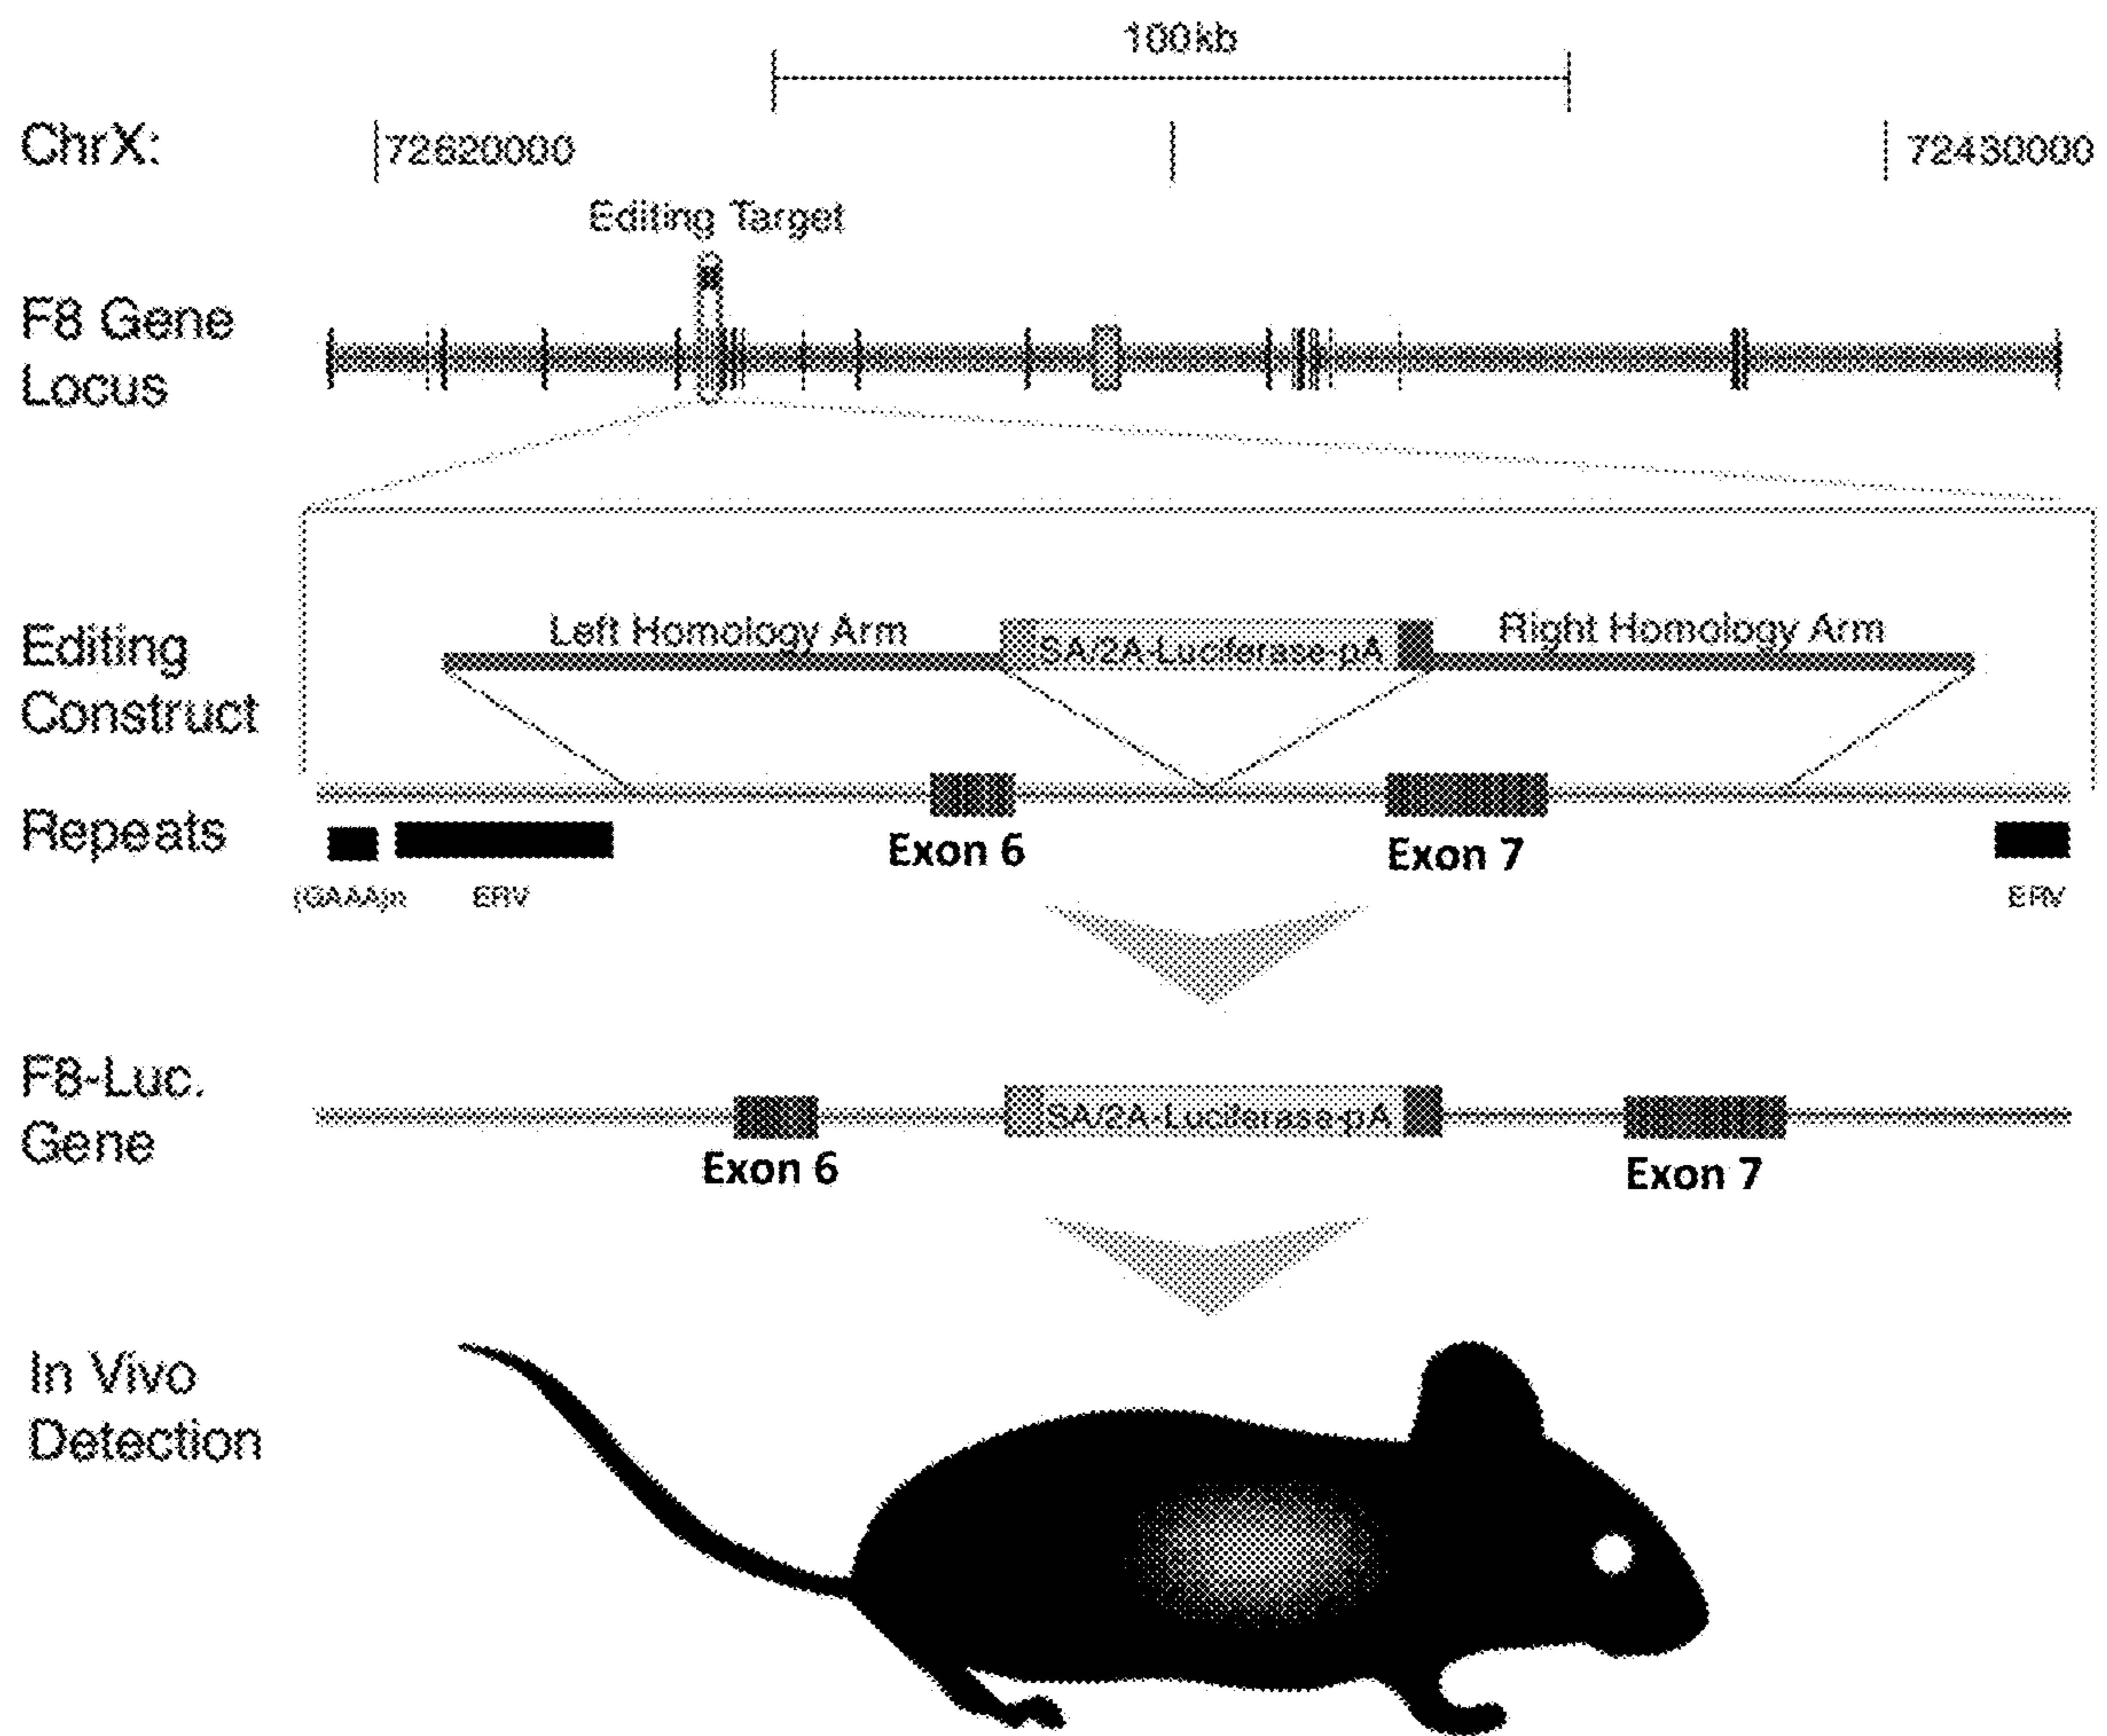 100kb
ChrX:
72620000
72430000
Editing Target
F8 Gene
Locus
Left Homology Arm
SA/2A-Luciferase-pA
Right Homology Arm
Editing
Construct
Repeats
Exon 6
Exon 7
(GAAA)n
ERV
ERV
F8-Luc.
Gene
SA/2A-Luciferase-pA
Exon 6
Exon 7
In Vivo
Detection